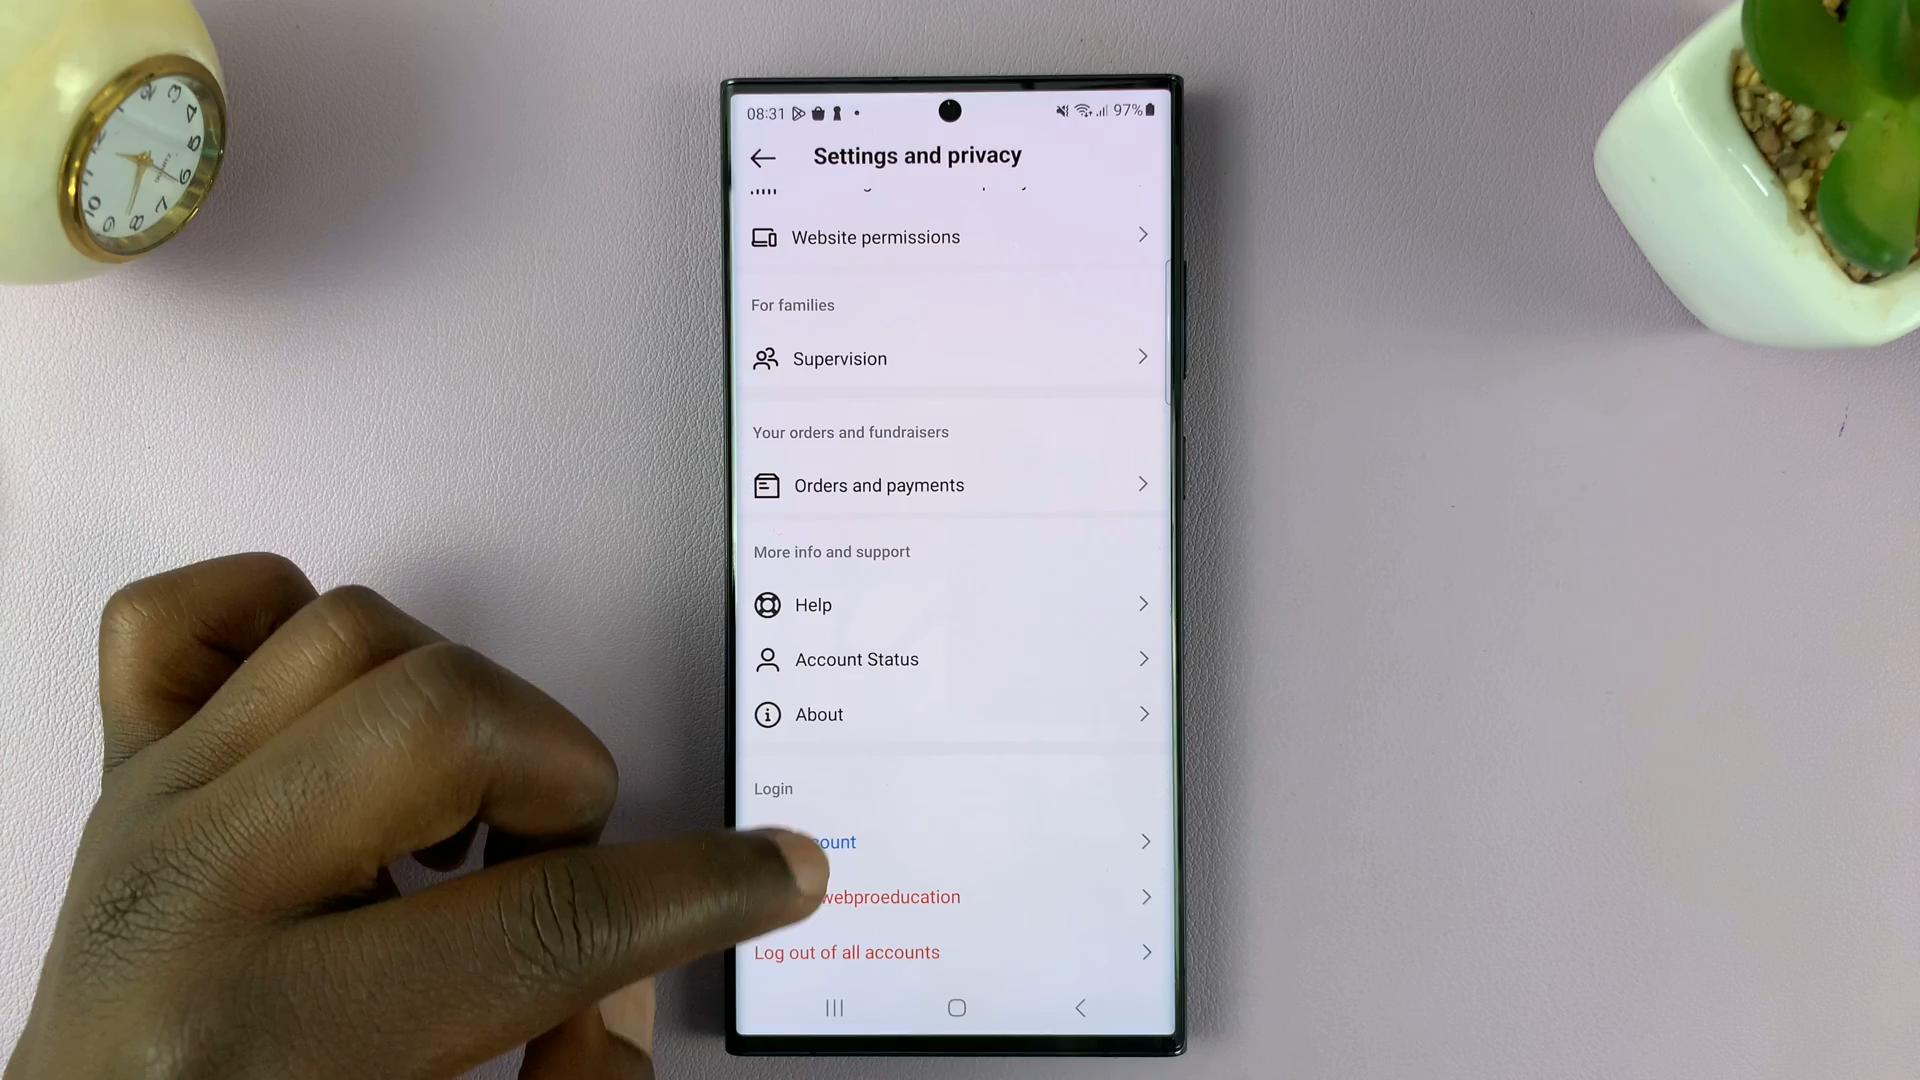 08:31 97%
Settings and privacy
Website permissions
For families
Supervision
Your orders and fundraisers
Orders and payments
More info and support
Help
Account Status
About
Login
ount
webproeducation
Log out of all accounts